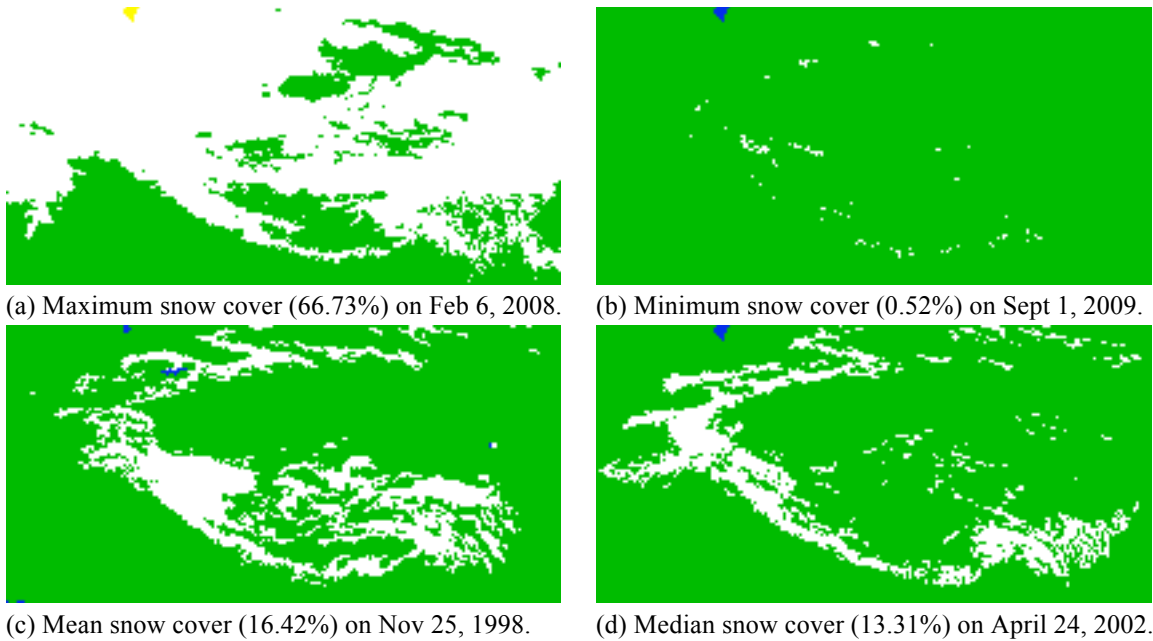 (a) Maximum snow cover (66.73%) on Feb 6, 2008.
(b) Minimum snow cover (0.52%) on Sept 1, 2009.
(c) Mean snow cover (16.42%) on Nov 25, 1998.
(d) Median snow cover (13.31%) on April 24, 2002.